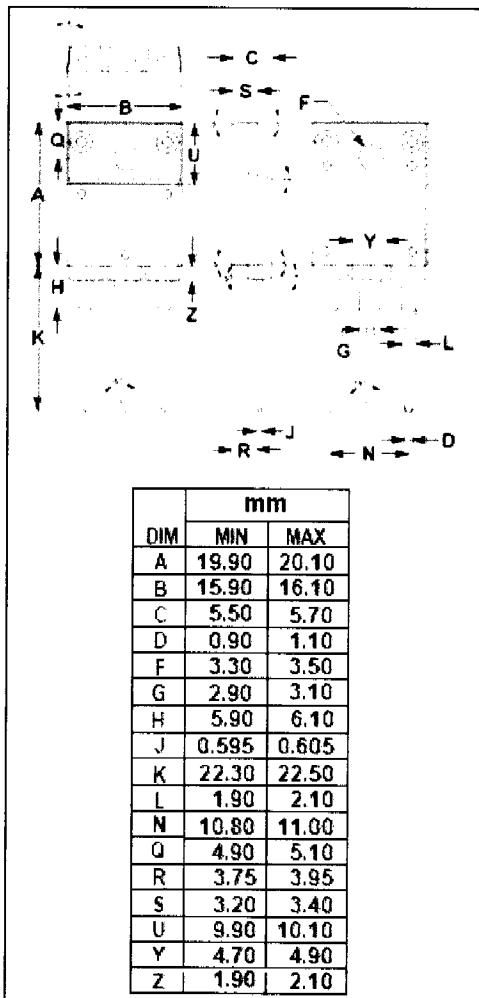 C
S
B
F
Q
U
A
Y
H
Z
K
G
L
J
R
N
D
mm
DIM MIN MAX
A 19.90 20.10
B 15.90 16.10
C 5.50 5.70
D 0.90 1.10
F 3.30 3.50
G 2.90 3.10
H 5.90 6.10
J 0.595 0.605
K 22.30 22.50
L 1.90 2.10
N 10.80 11.00
Q 4.90 5.10
R 3.75 3.95
S 3.20 3.40
U 9.90 10.10
Y 4.70 4.90
Z 1.90 2.10